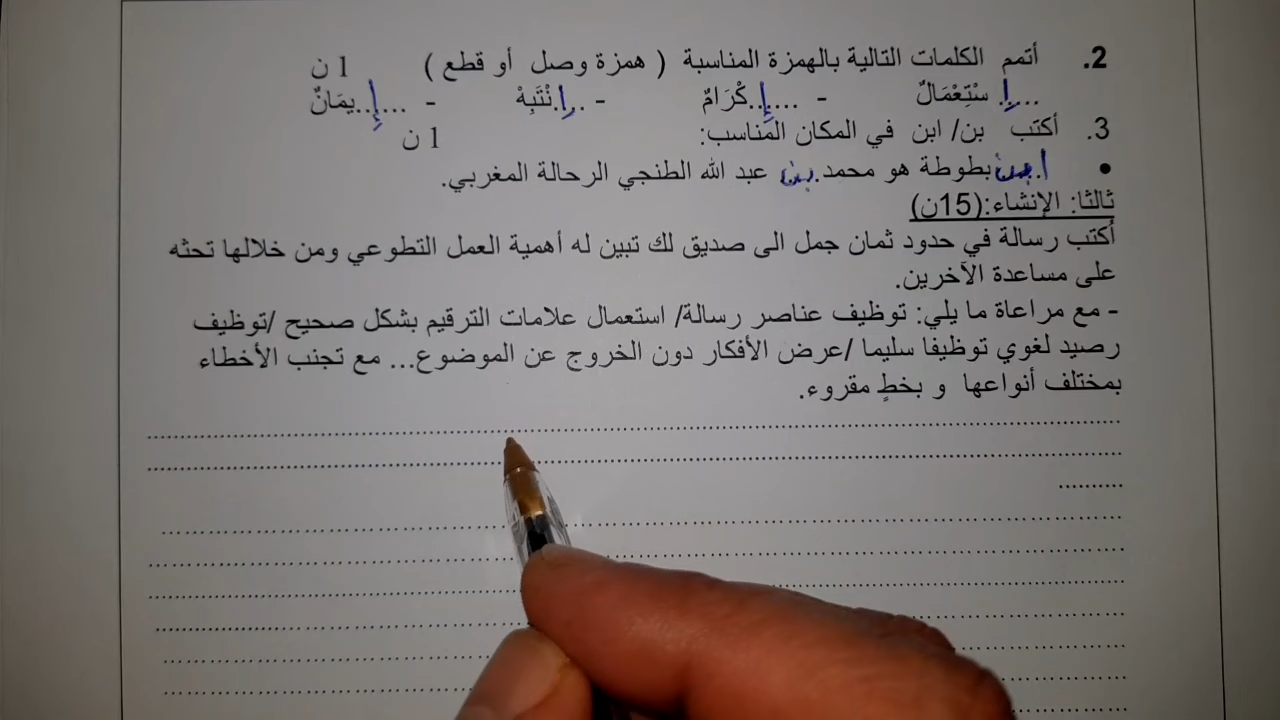 2. أتمم الكلمات التالية بالهمزة المناسبة ( همزة وصل أو قطع ) 1 ن
....اِ. سْتِعْمَالٌ - .....إِ..كْرَامٌ - ..اِ.نْتَبِهْ - ....إِ..يمَانٌ
3. أكتب بن/ ابن في المكان المناسب: 1 ن
• ابن بطوطة هو محمد بن عبد الله الطنجي الرحالة المغربي.
ثالثا: الإنشاء:(15ن)
أكتب رسالة في حدود ثمان جمل الى صديق لك تبين له أهمية العمل التطوعي ومن خلالها تحثه
على مساعدة الآخرين.
- مع مراعاة ما يلي: توظيف عناصر رسالة/ استعمال علامات الترقيم بشكل صحيح /توظيف
رصيد لغوي توظيفا سليما /عرض الأفكار دون الخروج عن الموضوع... مع تجنب الأخطاء
بمختلف أنواعها و بخطٍ مقروء.